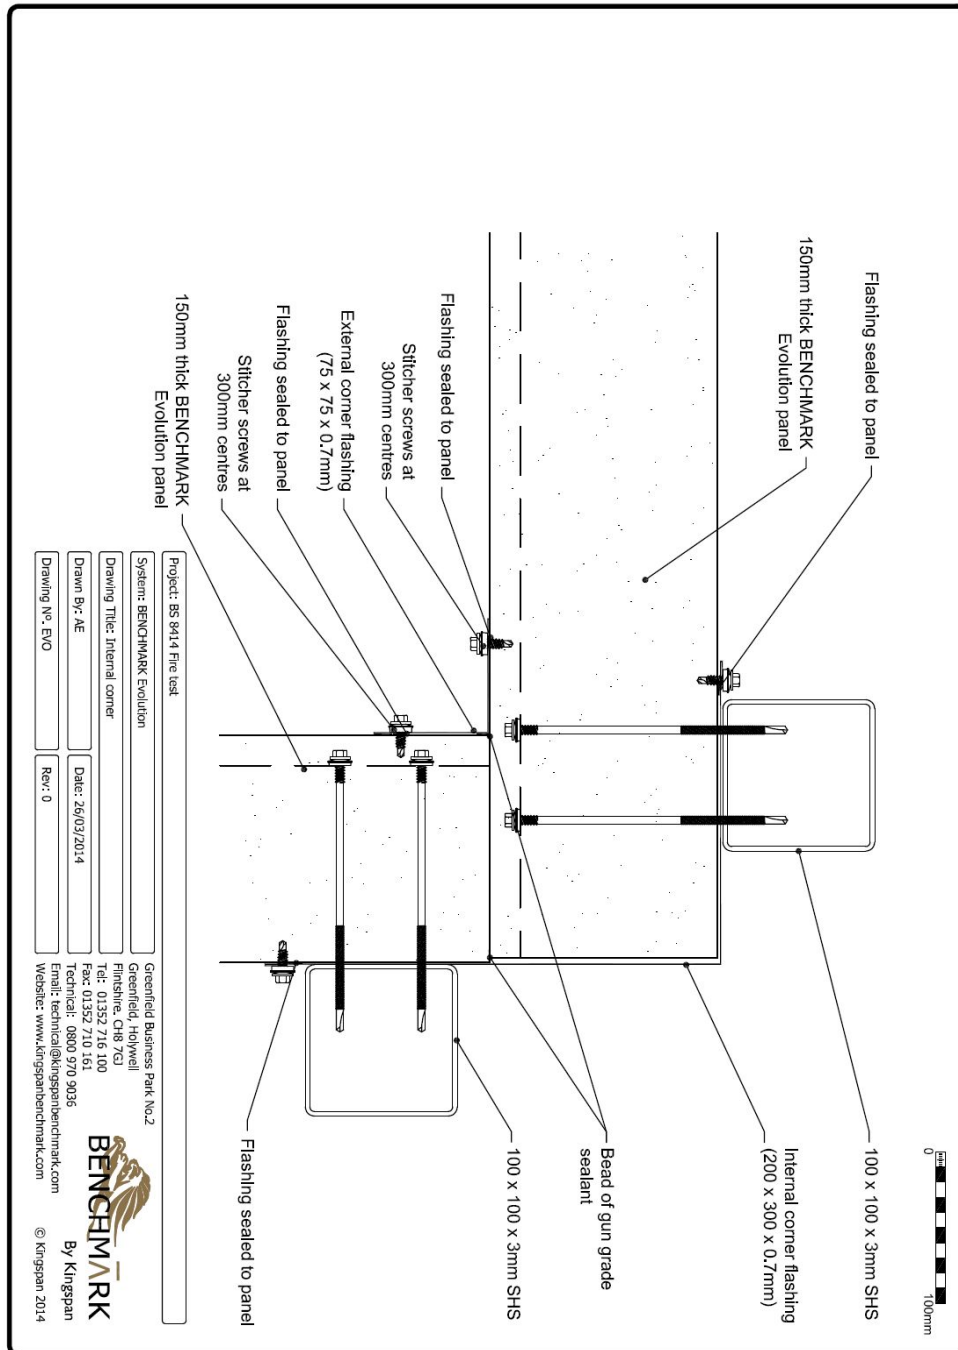 Flashing sealed to panel
150mm thick BENCHMARK
Evolution panel
Flashing sealed to panel
Stitcher screws at
300mm centres
External corner flashing
(75 x 75 x 0.7mm)
Flashing sealed to panel
Stitcher screws at
300mm centres
150mm thick BENCHMARK
Evolution panel
0
100mm
100 x 100 x 3mm SHS
Internal corner flashing
(200 x 300 x 0.7mm)
Bead of gun grade
sealant
100 x 100 x 3mm SHS
Flashing sealed to panel
Project: BS 8414 Fire test
System: BENCHMARK Evolution
Drawing Title: Internal corner
Drawn By: AE
Date: 26/03/2014
Drawing Nº. EVO
Rev: 0
Greenfield Business Park No.2
Greenfield, Holywell
Flintshire. CH8 7GJ
Tel: 01352 716 100
Fax: 01352 710 161
Technical: 0800 970 9036
Email: technical@kingspanbenchmark.com
Website: www.kingspanbenchmark.com
BENCHMARK
By Kingspan
© Kingspan 2014